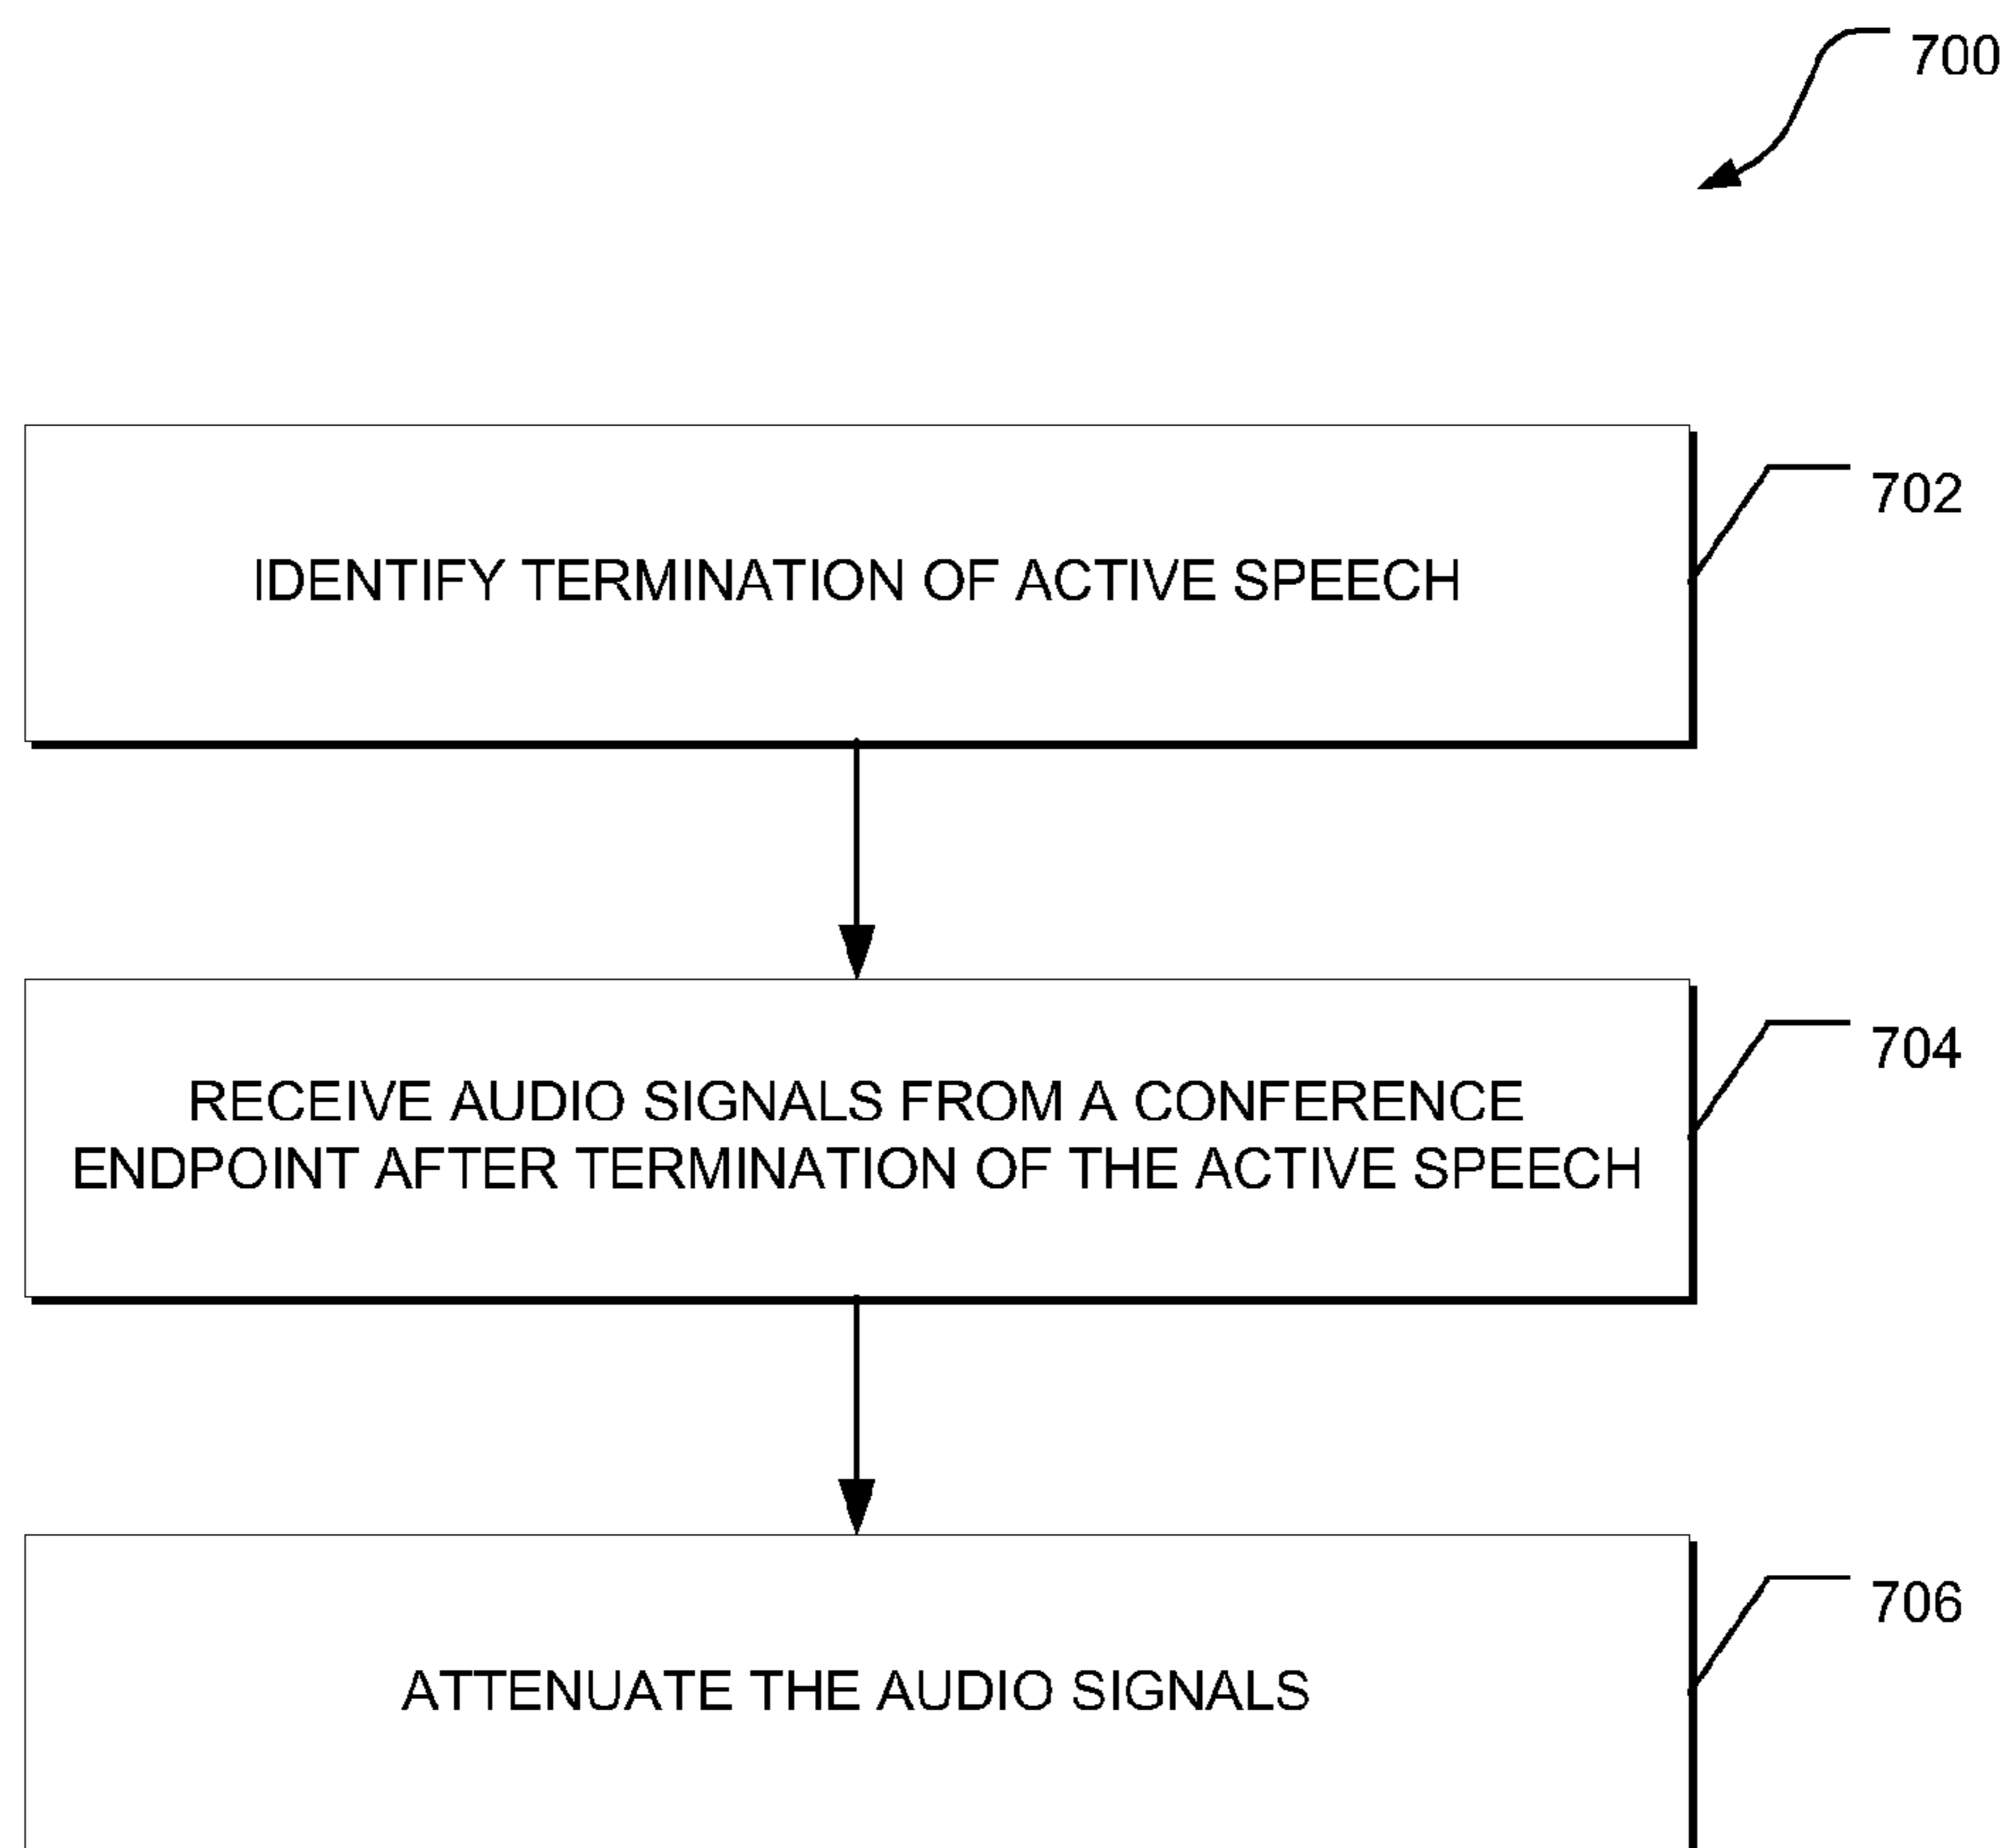 700
702
IDENTIFY TERMINATION OF ACTIVE SPEECH
704
RECEIVE AUDIO SIGNALS FROM A CONFERENCE
ENDPOINT AFTER TERMINATION OF THE ACTIVE SPEECH
706
ATTENUATE THE AUDIO SIGNALS